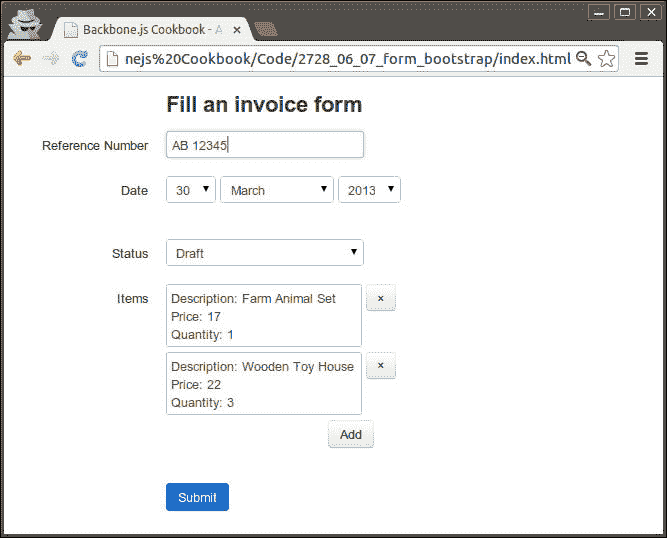 Backbone.js Cookbook - A
nejs%20Cookbook/Code/2728_06_07_form_bootstrap/index.html
Fill an invoice form
Reference Number AB 12345
Date 30 March 2013
Status Draft
Items Description: Farm Animal Set ×
Price: 17
Quantity: 1
Description: Wooden Toy House ×
Price: 22
Quantity: 3
Add
Submit